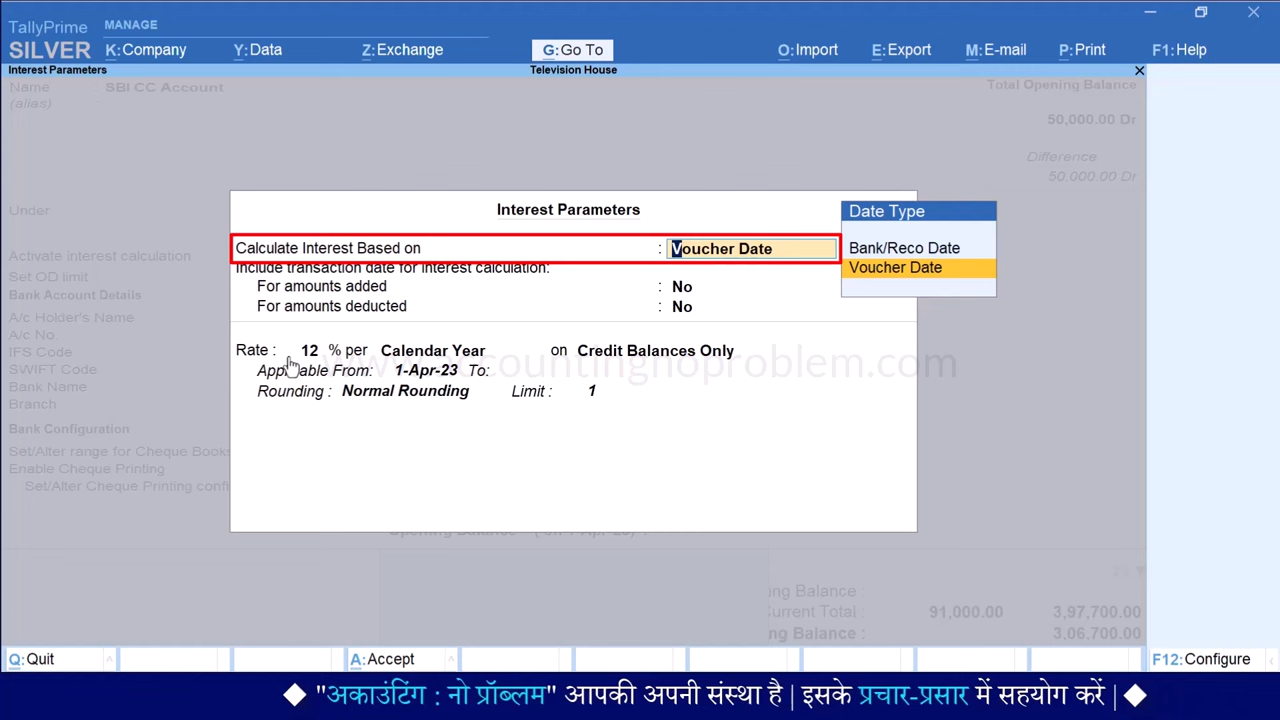 TallyPrime
MANAGE
SILVER
K:Company
Y:Data
Z:Exchange
G:Go To
O:Import
E:Export
M:E-mail
P:Print
F1:Help
Interest Parameters
Television House
Name
SBI CC Account
Total Opening Balance
(alias)
50,000.00 Dr
Difference
50,000.00 Dr
Interest Parameters
Date Type
Under
Calculate Interest Based on : Voucher Date
Bank/Reco Date
Voucher Date
Activate interest calculation
Include transaction date for interest calculation:
Set OD limit
For amounts added : No
Bank Account Details
For amounts deducted : No
A/c Holder's Name
A/c No.
IFS Code
Rate : 12 % per Calendar Year on Credit Balances Only
www.accountingnoproblem.com
SWIFT Code
Applicable From: 1-Apr-23 To:
Bank Name
Rounding : Normal Rounding Limit : 1
Branch
Bank Configuration
Set/Alter range for Cheque Books
Enable Cheque Printing
Set/Alter Cheque Printing confi
Opening Balance ( on 1-Apr-23) :
ing Balance :
Current Total : 91,000.00 3,97,700.00
ing Balance : 3,06,700.00
Q:Quit
A:Accept
F12:Configure
◆ "अकाउंटिंग : नो प्रॉब्लम" आपकी अपनी संस्था है | इसके प्रचार-प्रसार में सहयोग करें | ◆